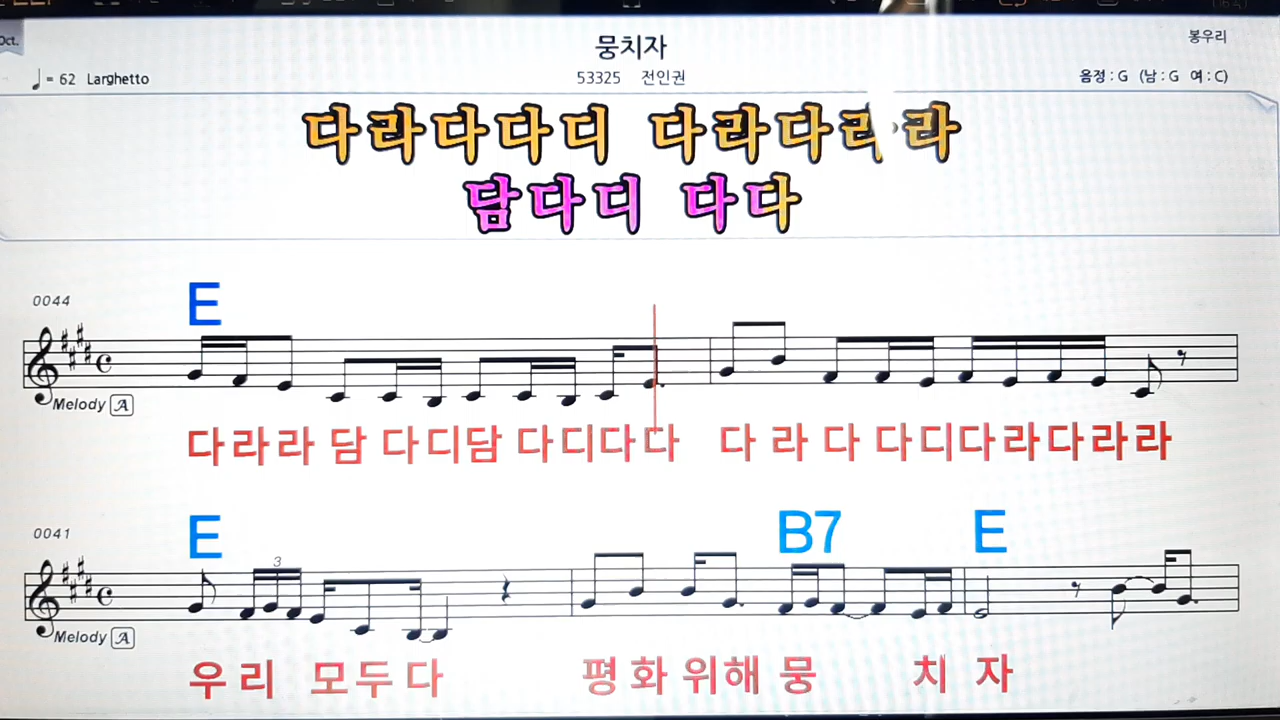 Oct.
뭉치자
봉우리
= 62 Larghetto
53325 전인권
음정 : G (남 : G 여 : C)
다라다다디 다라다라라
담다디 다다
0044
E
Melody A
다라라 담 다디담 다디다다 다 라 다 다디다라다라라
0041
E B7 E
3
Melody A
우리 모두다 평화 위해 뭉 치 자